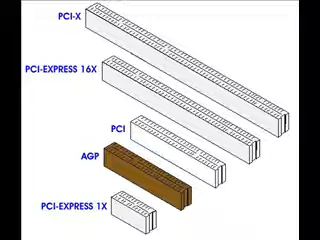 PCI-X
PCI-EXPRESS 16X
PCI
AGP
PCI-EXPRESS 1X